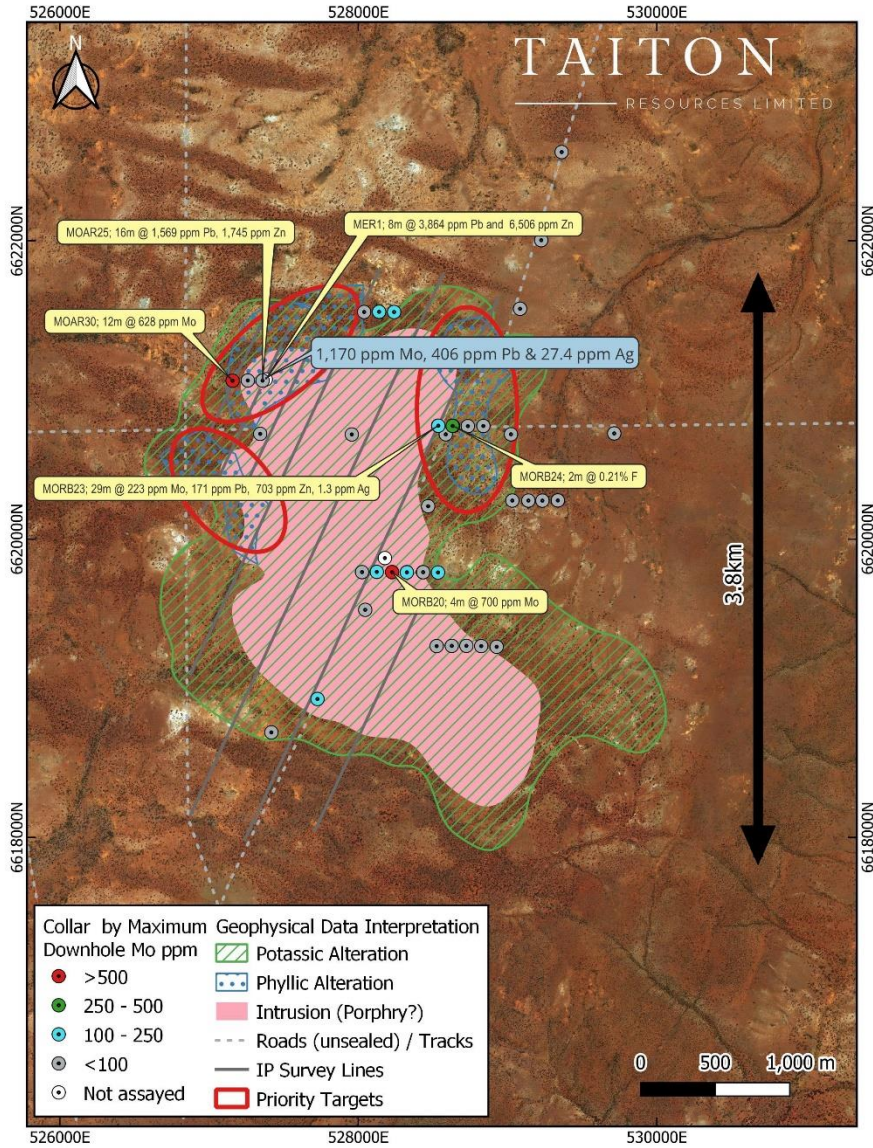 526000E
528000E
530000E
N
TAITON
RESOURCES LIMITED
6622000N
6622000N
MOAR25; 16m @ 1,569 ppm Pb, 1,745 ppm Zn
MER1; 8m @ 3,864 ppm Pb and 6,506 ppm Zn
MOAR30; 12m @ 628 ppm Mo
1,170 ppm Mo, 406 ppm Pb & 27.4 ppm Ag
MORB23; 29m @ 223 ppm Mo, 171 ppm Pb, 703 ppm Zn, 1.3 ppm Ag
MORB24; 2m @ 0.21% F
6620000N
6620000N
MORB20; 4m @ 700 ppm Mo
3.8km
6618000N
6618000N
Collar by Maximum
Downhole Mo ppm
>500
250 - 500
100 - 250
<100
Not assayed
Geophysical Data Interpretation
Potassic Alteration
Phyllic Alteration
Intrusion (Porphry?)
Roads (unsealed) / Tracks
IP Survey Lines
Priority Targets
0 500 1,000 m
526000E
528000E
530000E